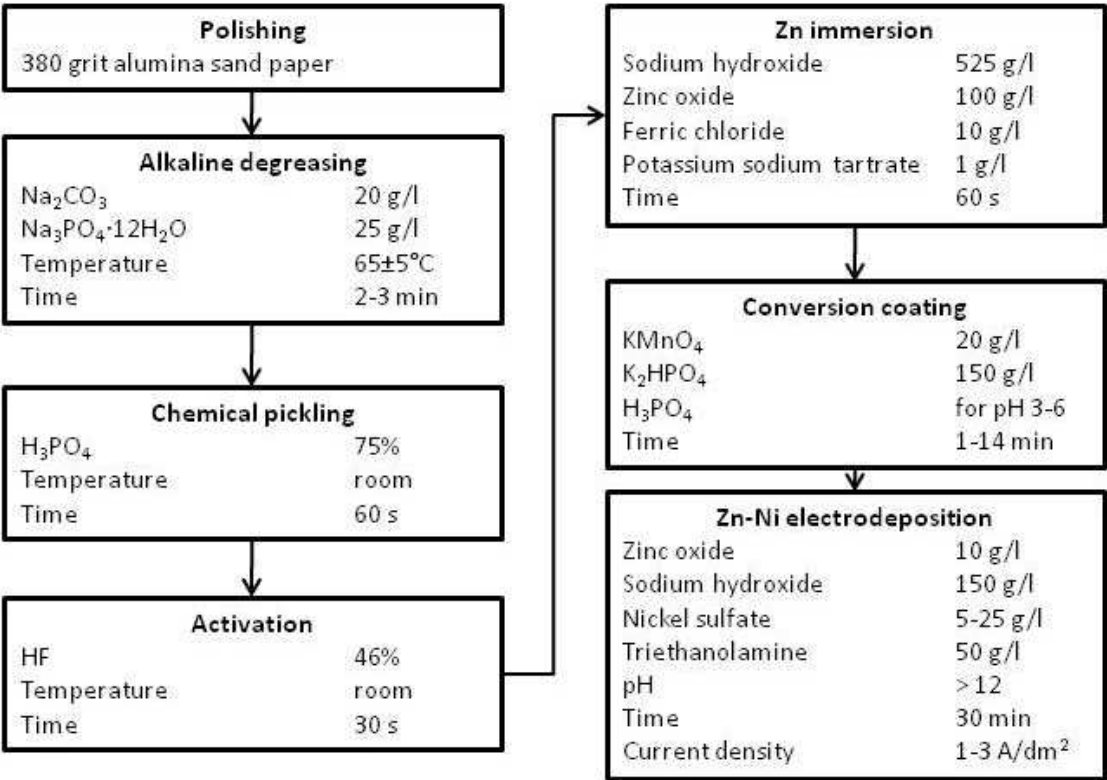 Polishing
380 grit alumina sand paper
Alkaline degreasing
Na₂CO₃ 20 g/l
Na₃PO₄·12H₂O 25 g/l
Temperature 65±5°C
Time 2-3 min
Chemical pickling
H₃PO₄ 75%
Temperature room
Time 60 s
Activation
HF 46%
Temperature room
Time 30 s
Zn immersion
Sodium hydroxide 525 g/l
Zinc oxide 100 g/l
Ferric chloride 10 g/l
Potassium sodium tartrate 1 g/l
Time 60 s
Conversion coating
KMnO₄ 20 g/l
K₂HPO₄ 150 g/l
H₃PO₄ for pH 3-6
Time 1-14 min
Zn-Ni electrodeposition
Zinc oxide 10 g/l
Sodium hydroxide 150 g/l
Nickel sulfate 5-25 g/l
Triethanolamine 50 g/l
pH > 12
Time 30 min
Current density 1-3 A/dm²